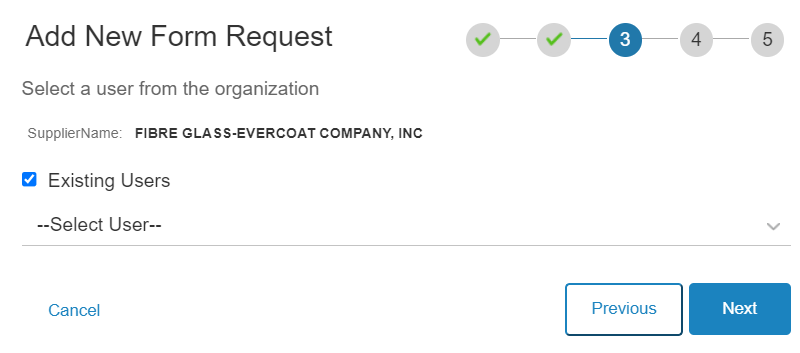 Add New Form Request
3 4 5
Select a user from the organization
SupplierName: FIBRE GLASS-EVERCOAT COMPANY, INC
Existing Users
--Select User--
Cancel Previous Next